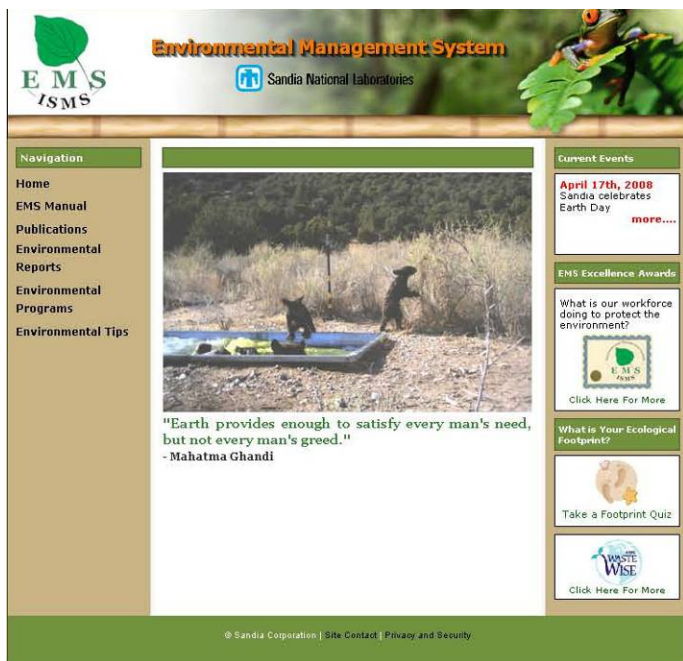 EMS
ISMS
Environmental Management System
Sandia National Laboratories
Navigation
Home
EMS Manual
Publications
Environmental
Reports
Environmental
Programs
Environmental Tips
"Earth provides enough to satisfy every man's need,
but not every man's greed."
- Mahatma Ghandi
Current Events
April 17th, 2008
Sandia celebrates
Earth Day
more....
EMS Excellence Awards
What is our workforce
doing to protect the
environment?
EMS
ISMS
Click Here For More
What is Your Ecological
Footprint?
Take a Footprint Quiz
WASTE
WISE
Click Here For More
© Sandia Corporation | Site Contact | Privacy and Security